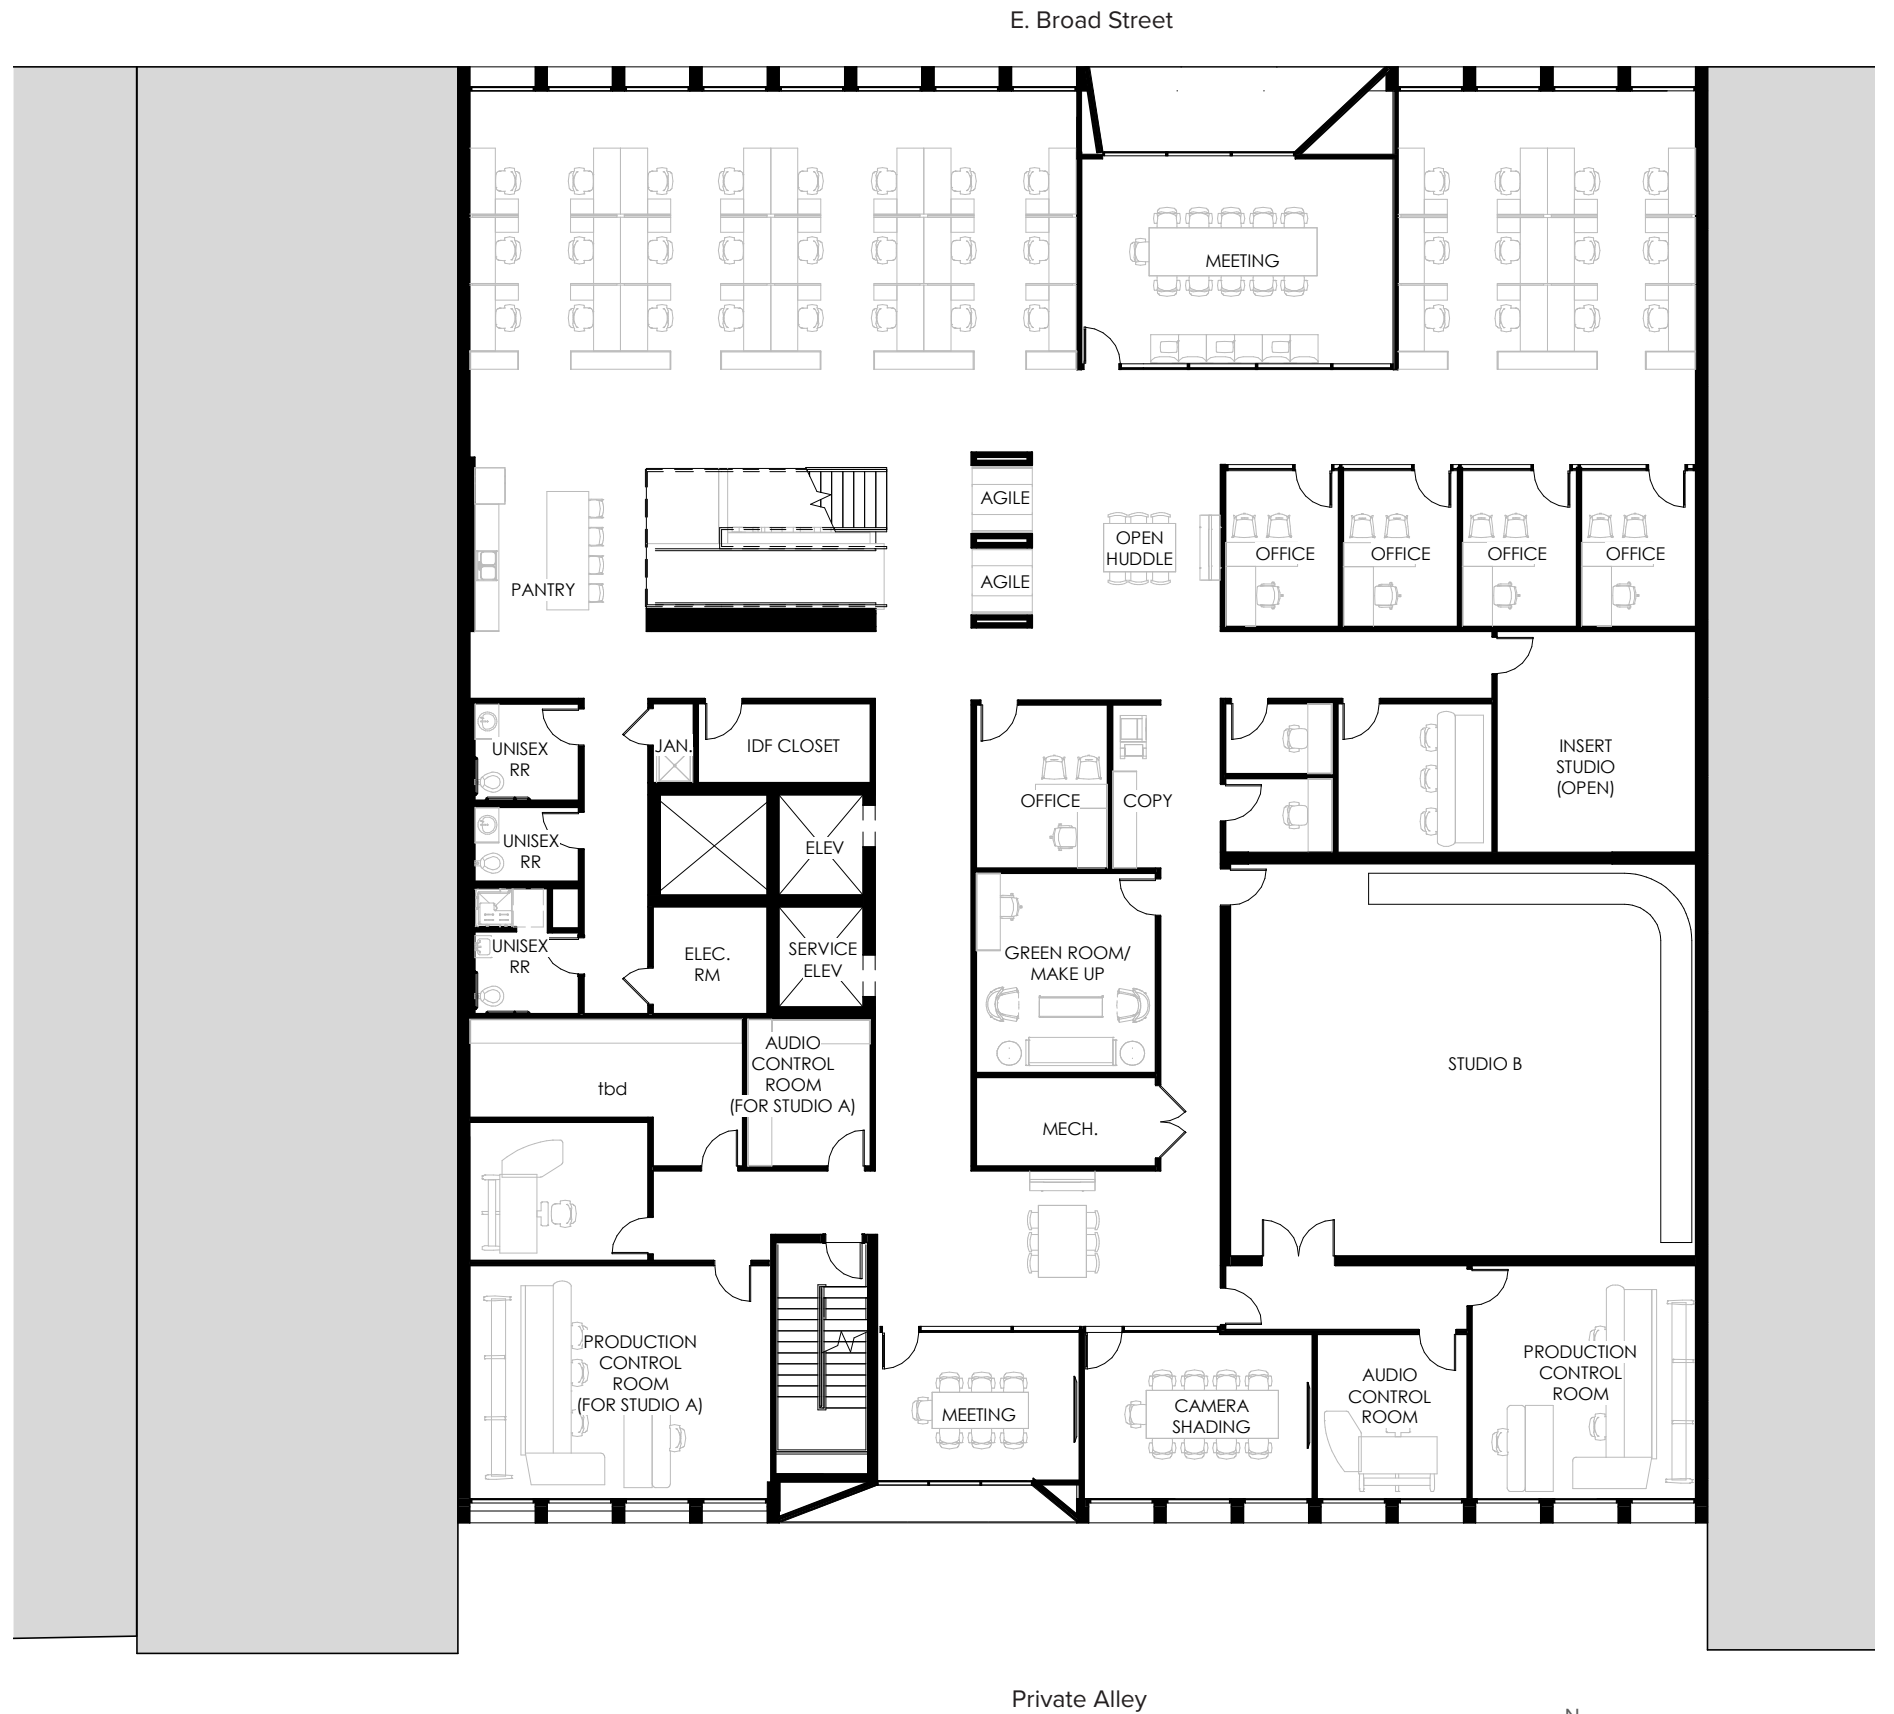 E. Broad Street
MEETING
AGILE
AGILE
OPEN
HUDDLE
OFFICE
OFFICE
OFFICE
OFFICE
PANTRY
UNISEX
RR
JAN.
IDF CLOSET
INSERT
STUDIO
(OPEN)
OFFICE
COPY
UNISEX
RR
ELEV
UNISEX
RR
ELEC.
RM
SERVICE
ELEV
GREEN ROOM/
MAKE UP
AUDIO
CONTROL
ROOM
(FOR STUDIO A)
tbd
STUDIO B
MECH.
PRODUCTION
CONTROL
ROOM
(FOR STUDIO A)
MEETING
CAMERA
SHADING
AUDIO
CONTROL
ROOM
PRODUCTION
CONTROL
ROOM
Private Alley
N